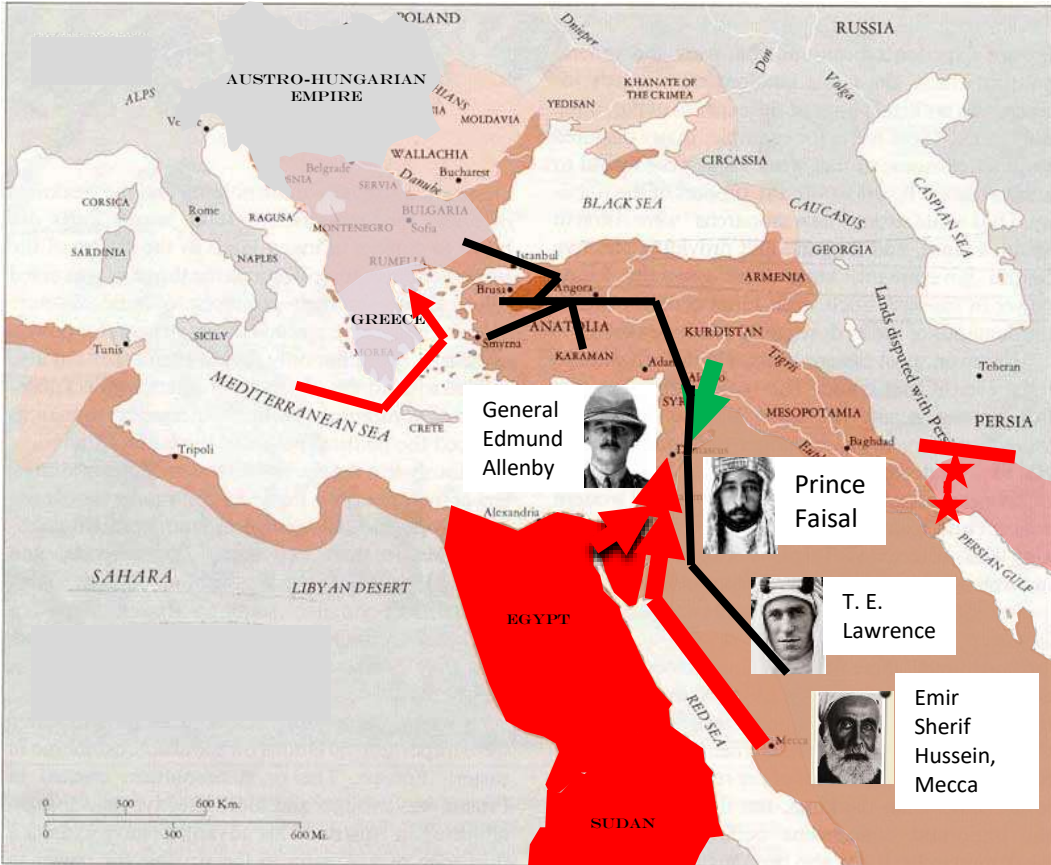 POLAND
RUSSIA
Dnieper
Don
Volga
AUSTRO-HUNGARIAN
EMPIRE
ALPS
KHANATE OF
THE CRIMEA
YEDISAN
MOLDAVIA
WALLACHIA
Bucharest
CIRCASSIA
Belgrade
SERVIA
Danube
CORSICA
Rome
RAGUSA
BULGARIA
Sofia
BLACK SEA
CAUCASUS
CASPIAN SEA
MONTENEGRO
SARDINIA
NAPLES
RUMELIA
Istanbul
GEORGIA
ARMENIA
Brusa
Angora
Lands disputed with Persia
GREECE
ANATOLIA
KURDISTAN
SICILY
Tunis
MOREA
Smyrna
KARAMAN
Tigris
Teheran
MEDITERRANEAN SEA
CRETE
MESOPOTAMIA
PERSIA
General
Edmund
Allenby
Baghdad
Tripoli
Damascus
Prince
Faisal
Alexandria
PERSIAN GULF
SAHARA
LIBYAN DESERT
EGYPT
T. E.
Lawrence
RED SEA
Emir
Sherif
Hussein,
Mecca
Mecca
0 300 600 Km.
0 300 600 Mi.
SUDAN